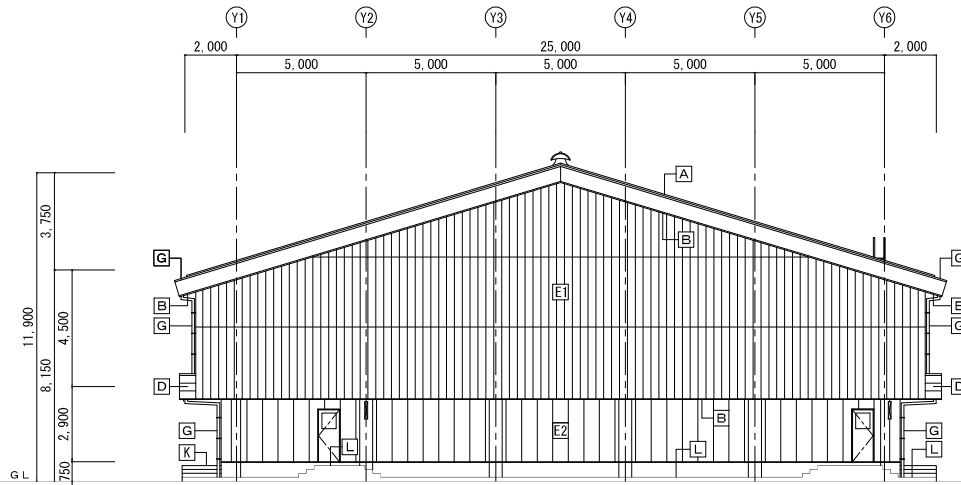 Y1 Y2 Y3 Y4 Y5 Y6
2,000 25,000 2,000
5,000 5,000 5,000 5,000 5,000
A
B
3,750
G G
E1
B B
G G
11,900
4,500
8,150
D D
B
2,900
G E2 G
K L L L
750
GL